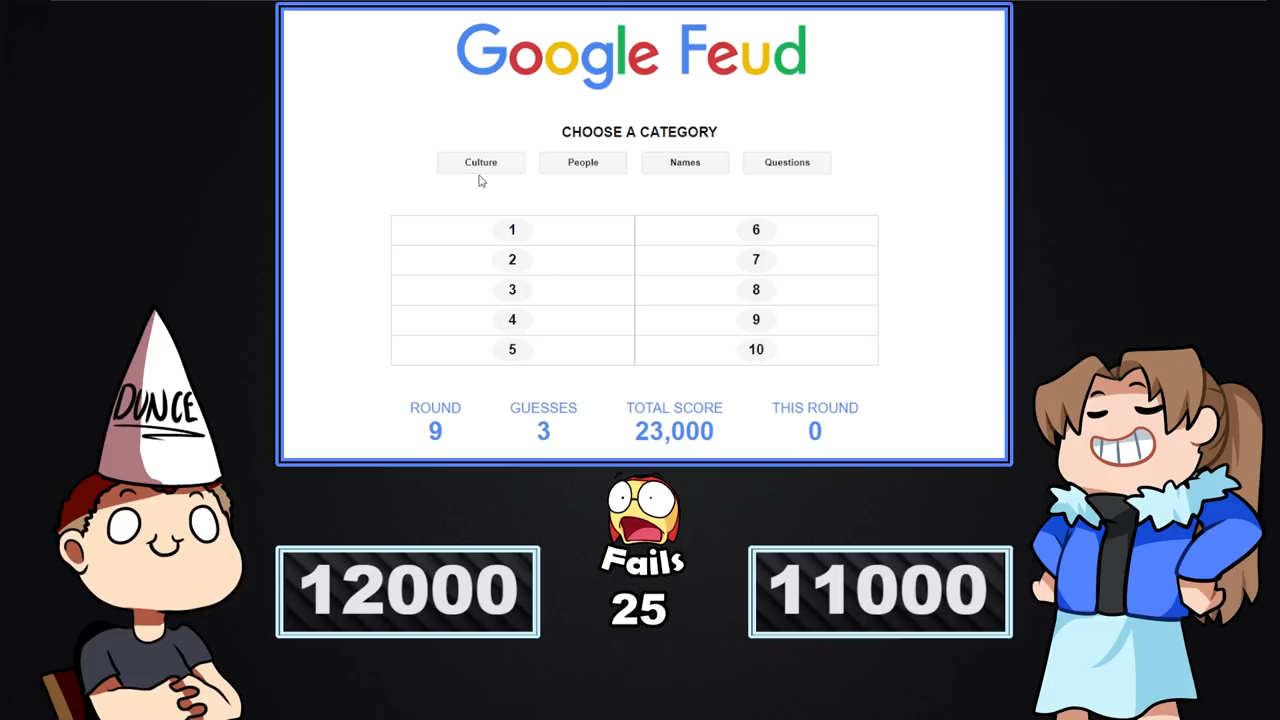 Google Feud
CHOOSE A CATEGORY
Culture People Names Questions
1 6
2 7
3 8
4 9
5 10
ROUND GUESSES TOTAL SCORE THIS ROUND
9 3 23,000 0
DUNCE
Fails
12000 25 11000